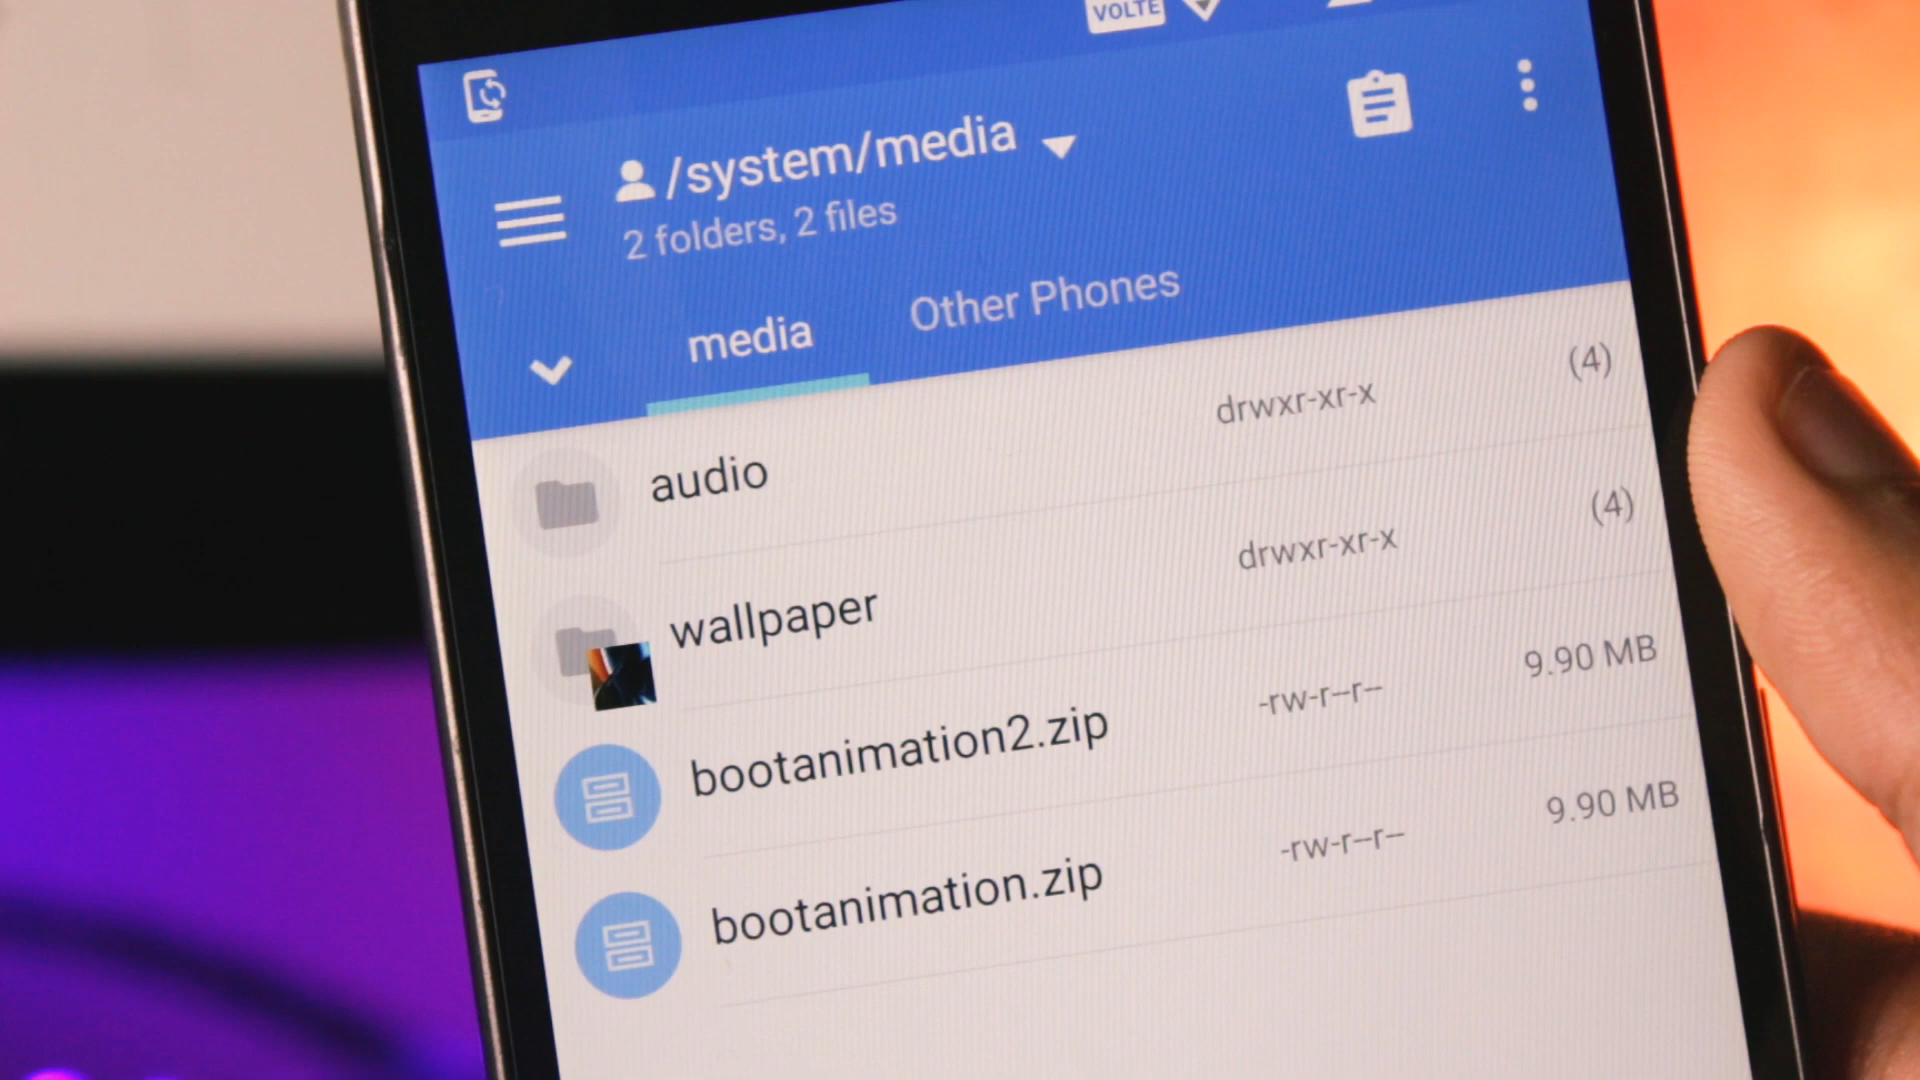 VOLTE
/system/media
2 folders, 2 files
media
Other Phones
audio
drwxr-xr-x
(4)
wallpaper
drwxr-xr-x
(4)
bootanimation2.zip
-rw-r--r--
9.90 MB
bootanimation.zip
-rw-r--r--
9.90 MB